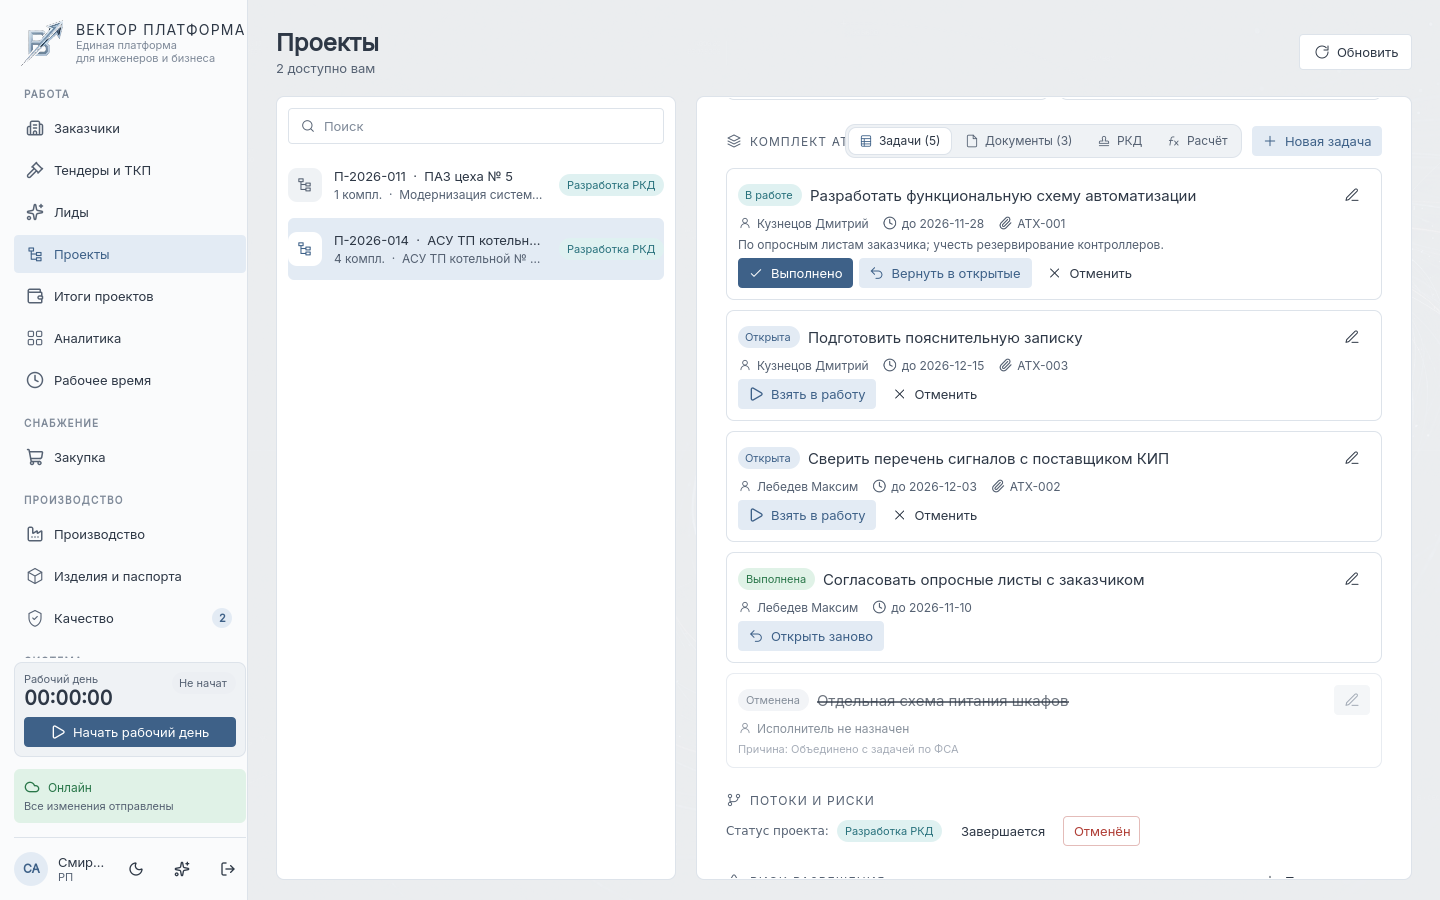 ВЕКТОР ПЛАТФОРМА
Единая платформа
для инженеров и бизнеса
РАБОТА
Заказчики
Тендеры и ТКП
Лиды
Проекты
Итоги проектов
Аналитика
Рабочее время
СНАБЖЕНИЕ
Закупка
ПРОИЗВОДСТВО
Производство
Изделия и паспорта
Качество 2
Рабочий день
Не начат
00:00:00
Начать рабочий день
Онлайн
Все изменения отправлены
СА
Смир...
РП
Проекты
2 доступно вам
Обновить
Поиск
П-2026-011 · ПАЗ цеха № 5
1 компл. · Модернизация систем...
Разработка РКД
П-2026-014 · АСУ ТП котельн...
4 компл. · АСУ ТП котельной № ...
Разработка РКД
КОМПЛЕКТ АТ
Задачи (5) Документы (3) РКД Расчёт
Новая задача
В работе Разработать функциональную схему автоматизации
Кузнецов Дмитрий до 2026-11-28 АТХ-001
По опросным листам заказчика; учесть резервирование контроллеров.
Выполнено Вернуть в открытые Отменить
Открыта Подготовить пояснительную записку
Кузнецов Дмитрий до 2026-12-15 АТХ-003
Взять в работу Отменить
Открыта Сверить перечень сигналов с поставщиком КИП
Лебедев Максим до 2026-12-03 АТХ-002
Взять в работу Отменить
Выполнена Согласовать опросные листы с заказчиком
Лебедев Максим до 2026-11-10
Открыть заново
Отменена Отдельная схема питания шкафов
Исполнитель не назначен
Причина: Объединено с задачей по ФСА
ПОТОКИ И РИСКИ
Статус проекта: Разработка РКД Завершается Отменён